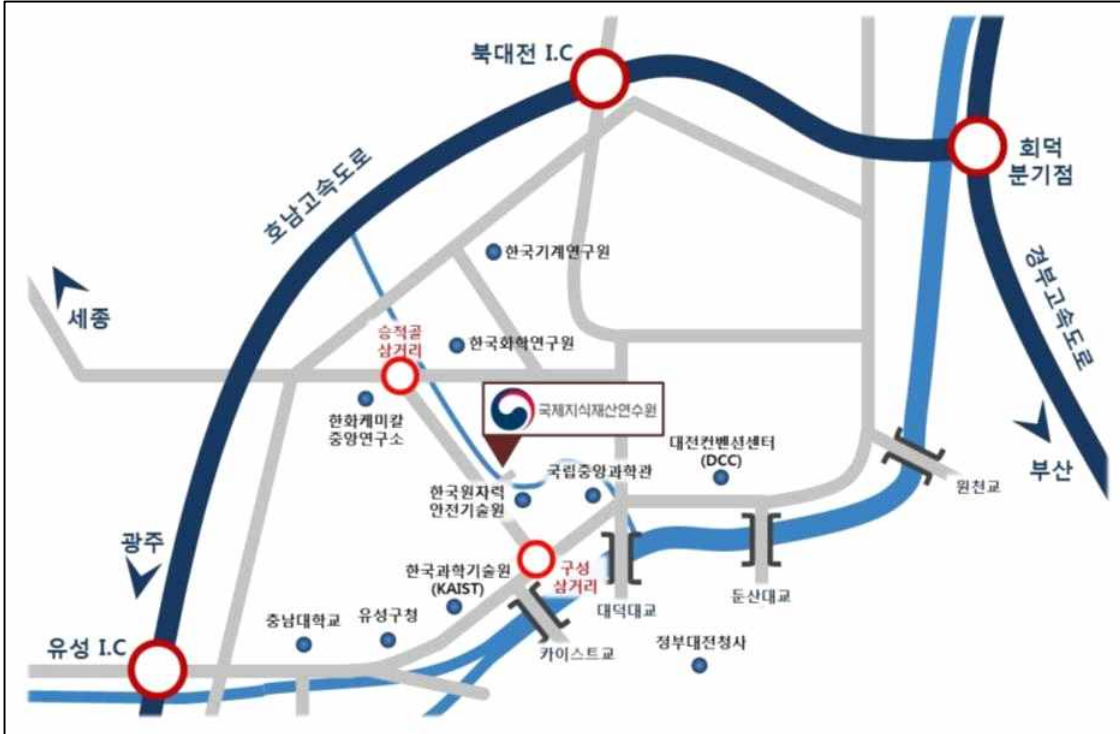 북대전 I.C
회덕
분기점
호남고속도로
한국기계연구원
경부고속도로
세종
승적골
삼거리
한국화학연구원
국제지식재산연수원
한화케미칼
중앙연구소
대전컨벤션센터
(DCC)
부산
국립중앙과학관
원천교
한국원자력
안전기술원
광주
한국과학기술원
(KAIST)
구성
삼거리
대덕대교
둔산대교
충남대학교
유성구청
유성 I.C
카이스트교
정부대전청사